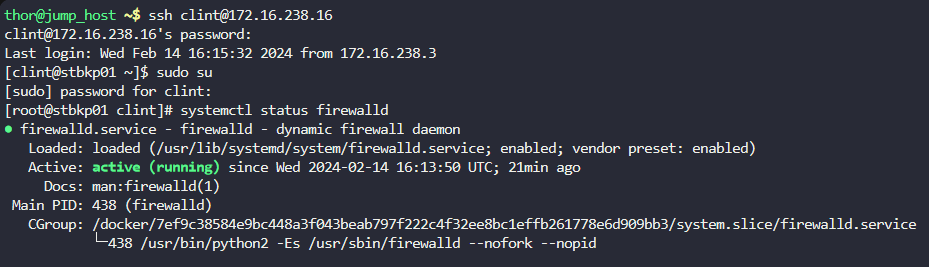 thor@jump_host ~$ ssh clint@172.16.238.16
clint@172.16.238.16's password:
Last login: Wed Feb 14 16:15:32 2024 from 172.16.238.3
[clint@stbkp01 ~]$ sudo su
[sudo] password for clint:
[root@stbkp01 clint]# systemctl status firewalld
● firewalld.service - firewalld - dynamic firewall daemon
   Loaded: loaded (/usr/lib/systemd/system/firewalld.service; enabled; vendor preset: enabled)
   Active: active (running) since Wed 2024-02-14 16:13:50 UTC; 21min ago
     Docs: man:firewalld(1)
 Main PID: 438 (firewalld)
   CGroup: /docker/7ef9c38584e9bc448a3f043beab797f222c4f32ee8bc1effb261778e6d909bb3/system.slice/firewalld.service
           └─438 /usr/bin/python2 -Es /usr/sbin/firewalld --nofork --nopid